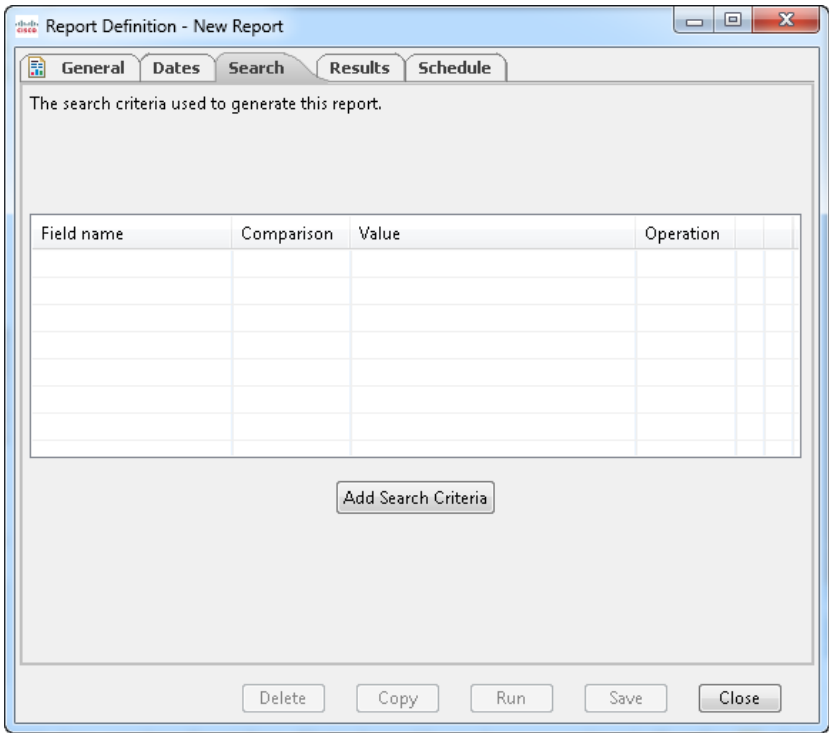 CISCO Report Definition - New Report
General Dates Search Results Schedule
The search criteria used to generate this report.
Field name Comparison Value Operation
Add Search Criteria
Delete Copy Run Save Close